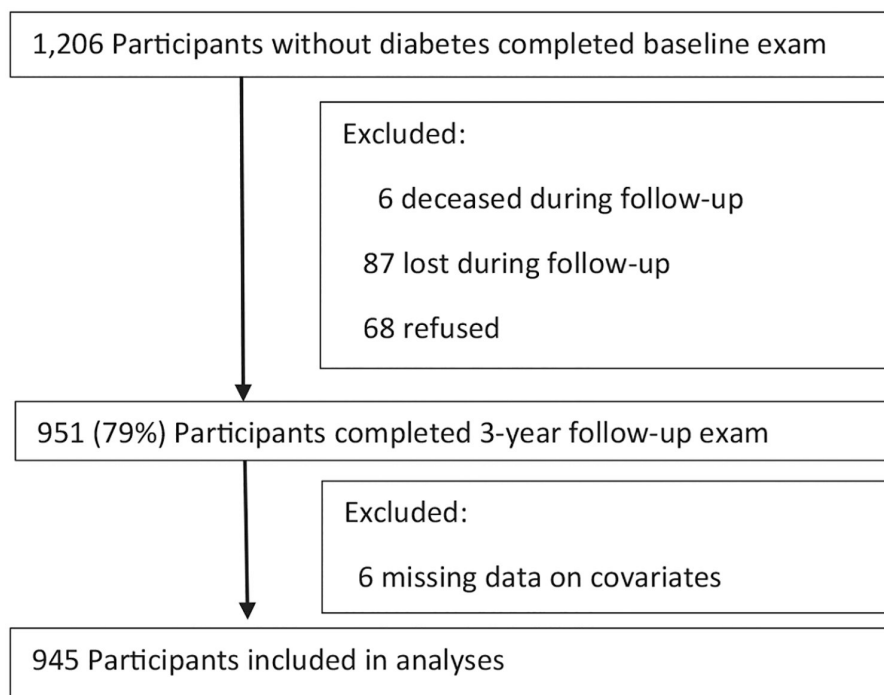 1,206 Participants without diabetes completed baseline exam
Excluded:
6 deceased during follow-up
87 lost during follow-up
68 refused
951 (79%) Participants completed 3-year follow-up exam
Excluded:
6 missing data on covariates
945 Participants included in analyses